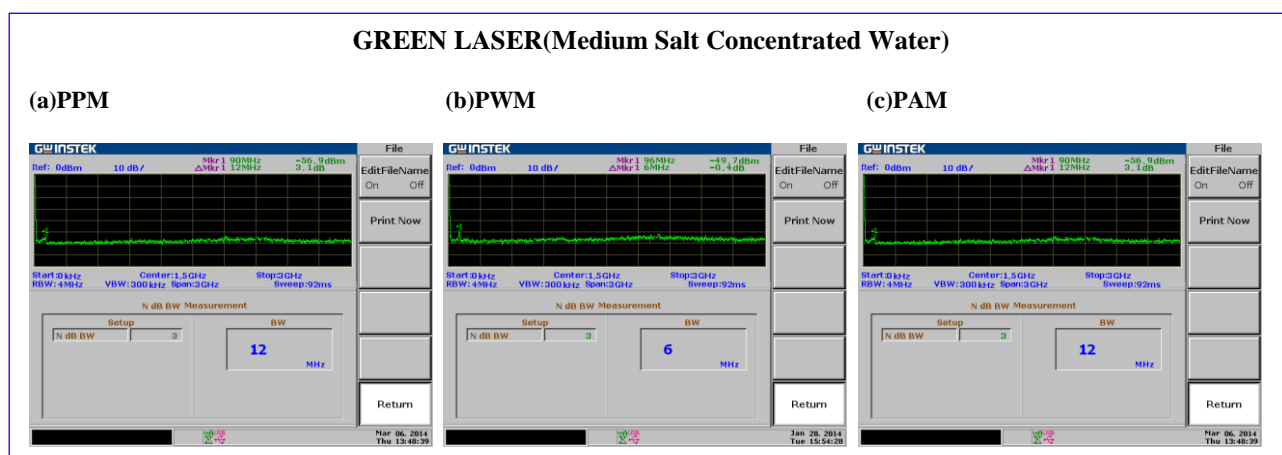 GREEN LASER(Medium Salt Concentrated Water)
(a)PPM
(b)PWM
(c)PAM
GWINSTEK
File
Ref: 0dBm 10 dB/ Mkr1 90MHz -56.9dBm
ΔMkr1 12MHz 3.1dB
EditFileName
On Off
Print Now
Start:0kHz Center:1.5GHz Stop:3GHz
RBW:4MHz VBW:300kHz Span:3GHz Sweep:92ms
N dB BW Measurement
Setup
BW
N dB BW 3
12
MHz
Return
USB
Mar 06, 2014
Thu 13:48:39
GWINSTEK
File
Ref: 0dBm 10 dB/ Mkr1 96MHz -49.7dBm
ΔMkr1 6MHz -0.4dB
EditFileName
On Off
Print Now
Start:0kHz Center:1.5GHz Stop:3GHz
RBW:4MHz VBW:300kHz Span:3GHz Sweep:92ms
N dB BW Measurement
Setup
BW
N dB BW 3
6
MHz
Return
USB
Jan 28, 2014
Tue 15:54:28
GWINSTEK
File
Ref: 0dBm 10 dB/ Mkr1 90MHz -56.9dBm
ΔMkr1 12MHz 3.1dB
EditFileName
On Off
Print Now
Start:0kHz Center:1.5GHz Stop:3GHz
RBW:4MHz VBW:300kHz Span:3GHz Sweep:92ms
N dB BW Measurement
Setup
BW
N dB BW 3
12
MHz
Return
USB
Mar 06, 2014
Thu 13:48:39